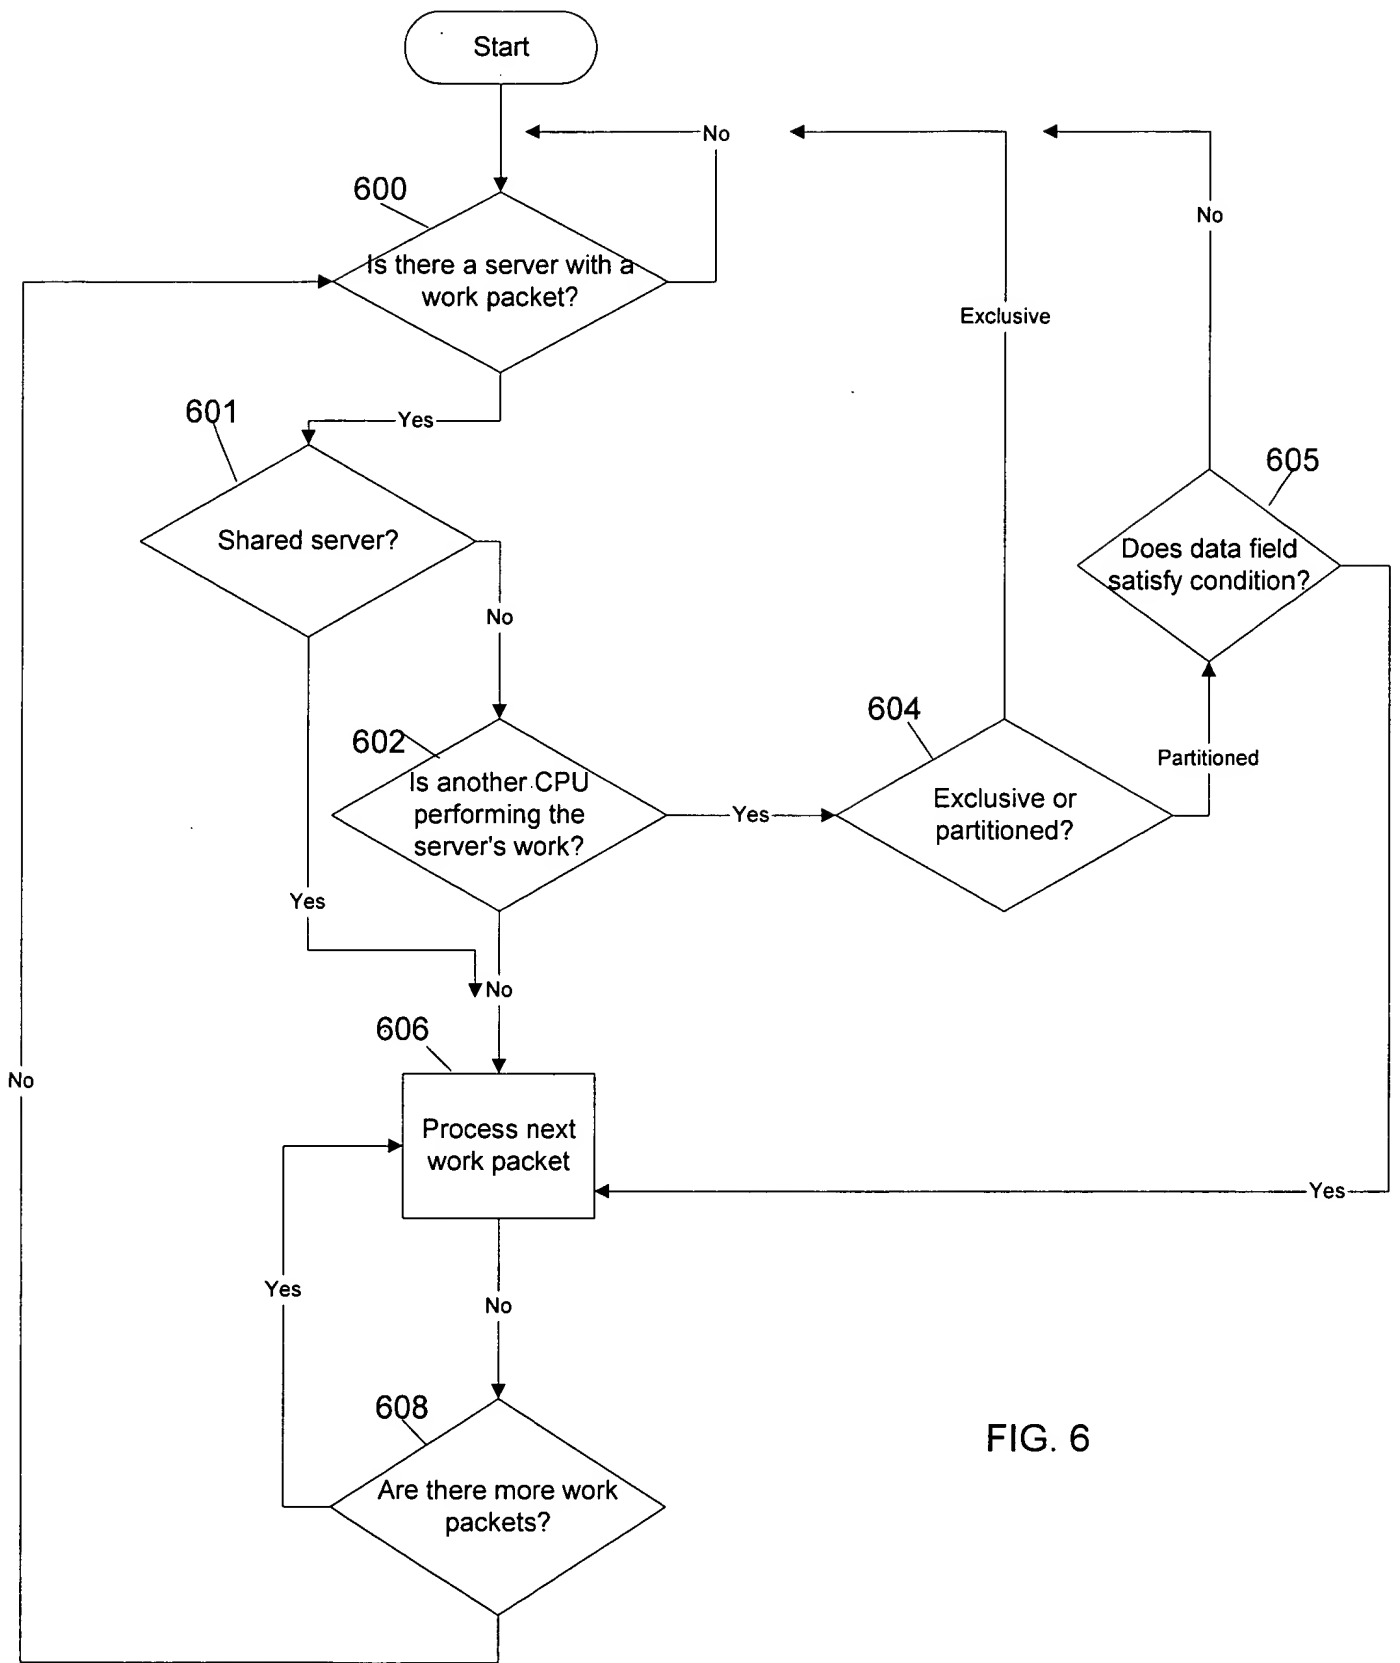 Start
No
600
No
Is there a server with a
work packet?
Exclusive
601
Yes
605
Shared server?
Does data field
satisfy condition?
No
604
602
Partitioned
Is another CPU
performing the
server's work?
Yes
Exclusive or
partitioned?
Yes
No
606
No
Process next
work packet
Yes
Yes
No
608
FIG. 6
Are there more work
packets?